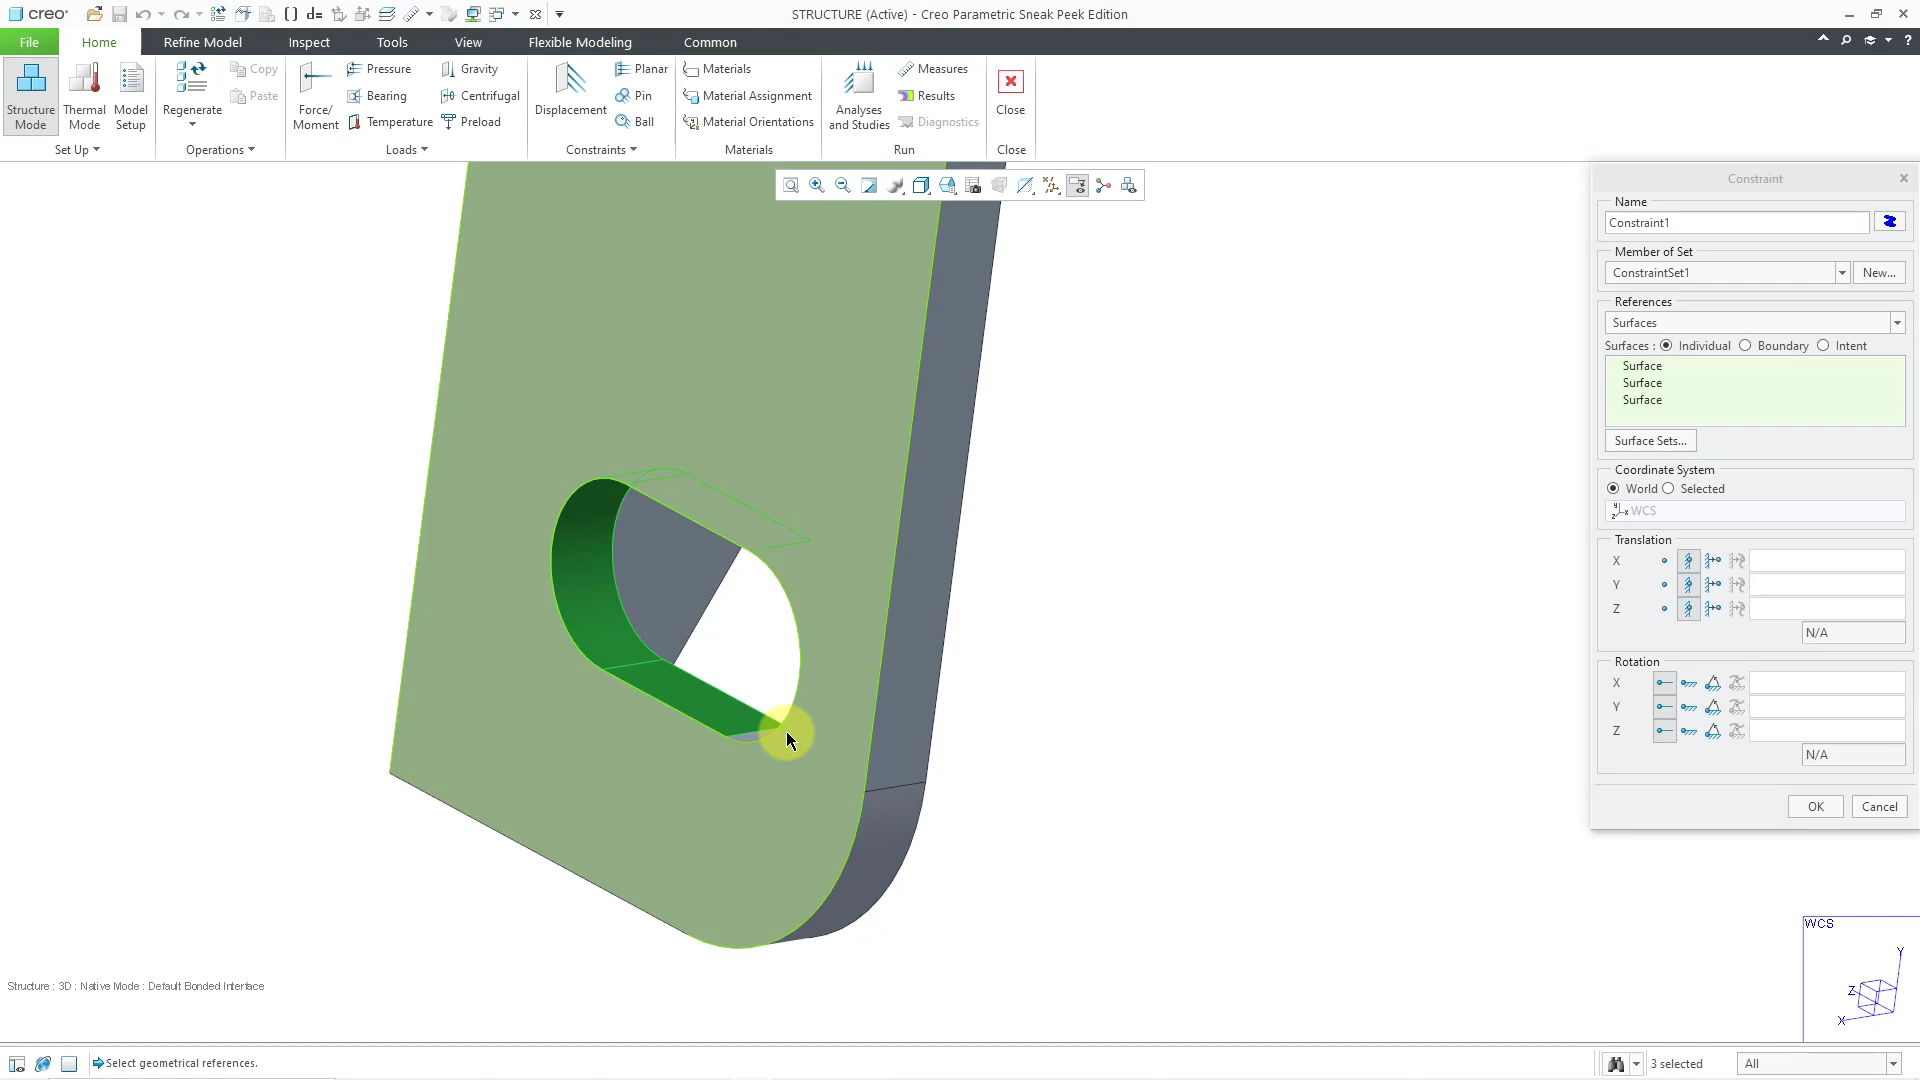 creo
STRUCTURE (Active) - Creo Parametric Sneak Peek Edition
File Home Refine Model Inspect Tools View Flexible Modeling Common
Structure Mode
Thermal Mode
Model Setup
Set Up
Regenerate
Copy
Paste
Operations
Force/ Moment
Pressure
Bearing
Temperature
Gravity
Centrifugal
Preload
Loads
Displacement
Planar
Pin
Ball
Constraints
Materials
Material Assignment
Material Orientations
Materials
Analyses and Studies
Measures
Results
Diagnostics
Run
Close
Close
Constraint
Name
Constraint1
Member of Set
ConstraintSet1 New...
References
Surfaces
Surfaces : Individual Boundary Intent
Surface
Surface
Surface
Surface Sets...
Coordinate System
World Selected
WCS
Translation
X
Y
Z
N/A
Rotation
X
Y
Z
N/A
OK Cancel
WCS
Y
Z
X
Structure : 3D : Native Mode : Default Bonded Interface
Select geometrical references.
3 selected All